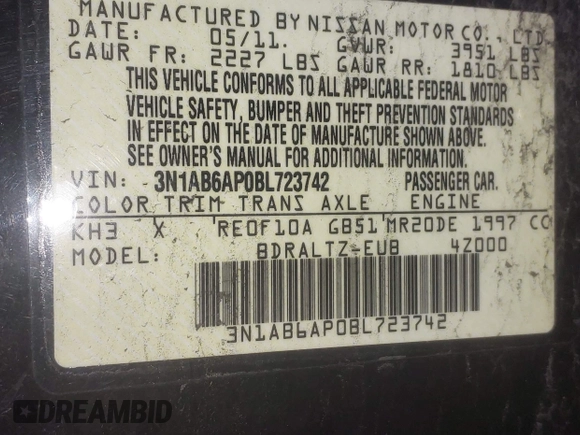 MANUFACTURED BY NISSAN MOTOR CO., LTD.
DATE: 05/11. GVWR: 3951 LBS
GAWR FR: 2227 LBS GAWR RR: 1810 LBS
THIS VEHICLE CONFORMS TO ALL APPLICABLE FEDERAL MOTOR
VEHICLE SAFETY, BUMPER AND THEFT PREVENTION STANDARDS
IN EFFECT ON THE DATE OF MANUFACTURE SHOWN ABOVE.
SEE OWNER'S MANUAL FOR ADDITIONAL INFORMATION.
VIN: 3N1AB6AP0BL723742 PASSENGER CAR.
COLOR TRIM TRANS AXLE ENGINE
KH3 X RE0F10A GB51 MR20DE 1997 CC
MODEL: BDRALTZ-EUB 4Z000
3N1AB6AP0BL723742
DREAMBID